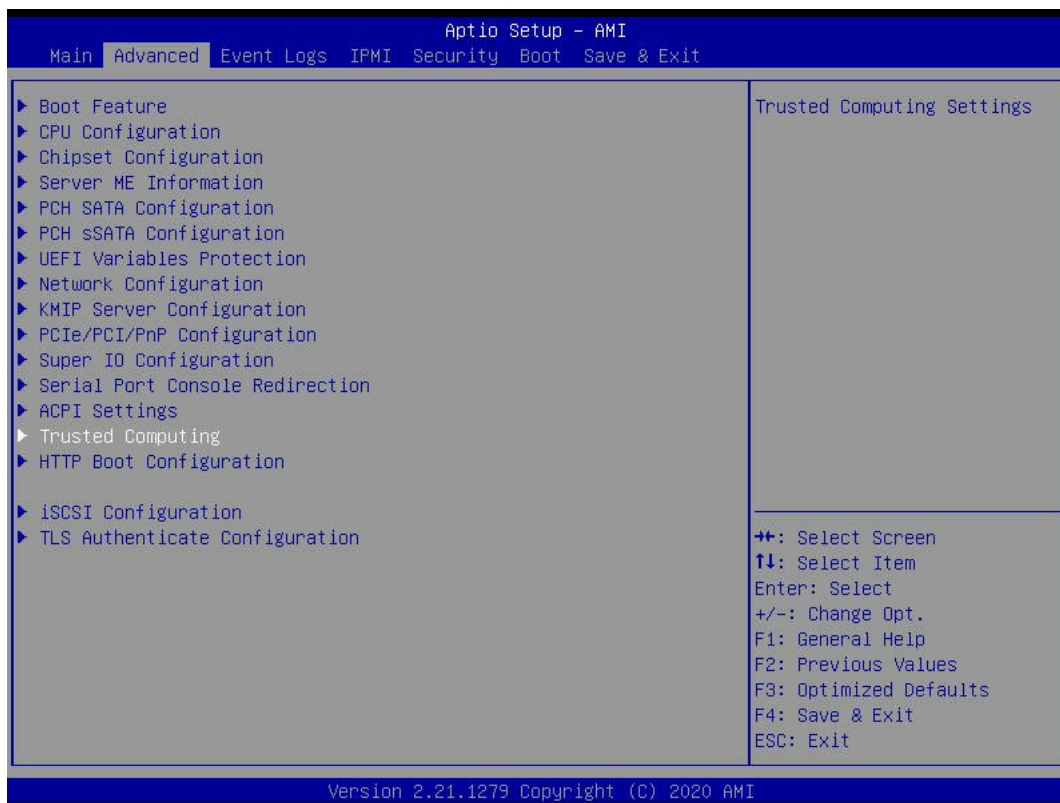 Aptio Setup – AMI
Main Advanced Event Logs IPMI Security Boot Save & Exit
▶ Boot Feature
▶ CPU Configuration
▶ Chipset Configuration
▶ Server ME Information
▶ PCH SATA Configuration
▶ PCH sSATA Configuration
▶ UEFI Variables Protection
▶ Network Configuration
▶ KMIP Server Configuration
▶ PCIe/PCI/PnP Configuration
▶ Super IO Configuration
▶ Serial Port Console Redirection
▶ ACPI Settings
▶ Trusted Computing
▶ HTTP Boot Configuration
▶ iSCSI Configuration
▶ TLS Authenticate Configuration
Trusted Computing Settings
→←: Select Screen
↑↓: Select Item
Enter: Select
+/-: Change Opt.
F1: General Help
F2: Previous Values
F3: Optimized Defaults
F4: Save & Exit
ESC: Exit
Version 2.21.1279 Copyright (C) 2020 AMI